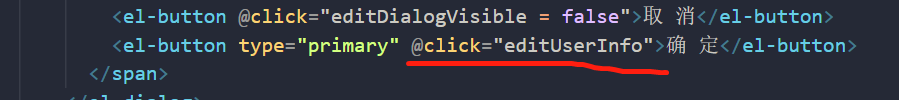 <el-button @click="editDialogVisible = false">取 消</el-button>
<el-button type="primary" @click="editUserInfo">确 定</el-button>
</span>
</el-dialog>